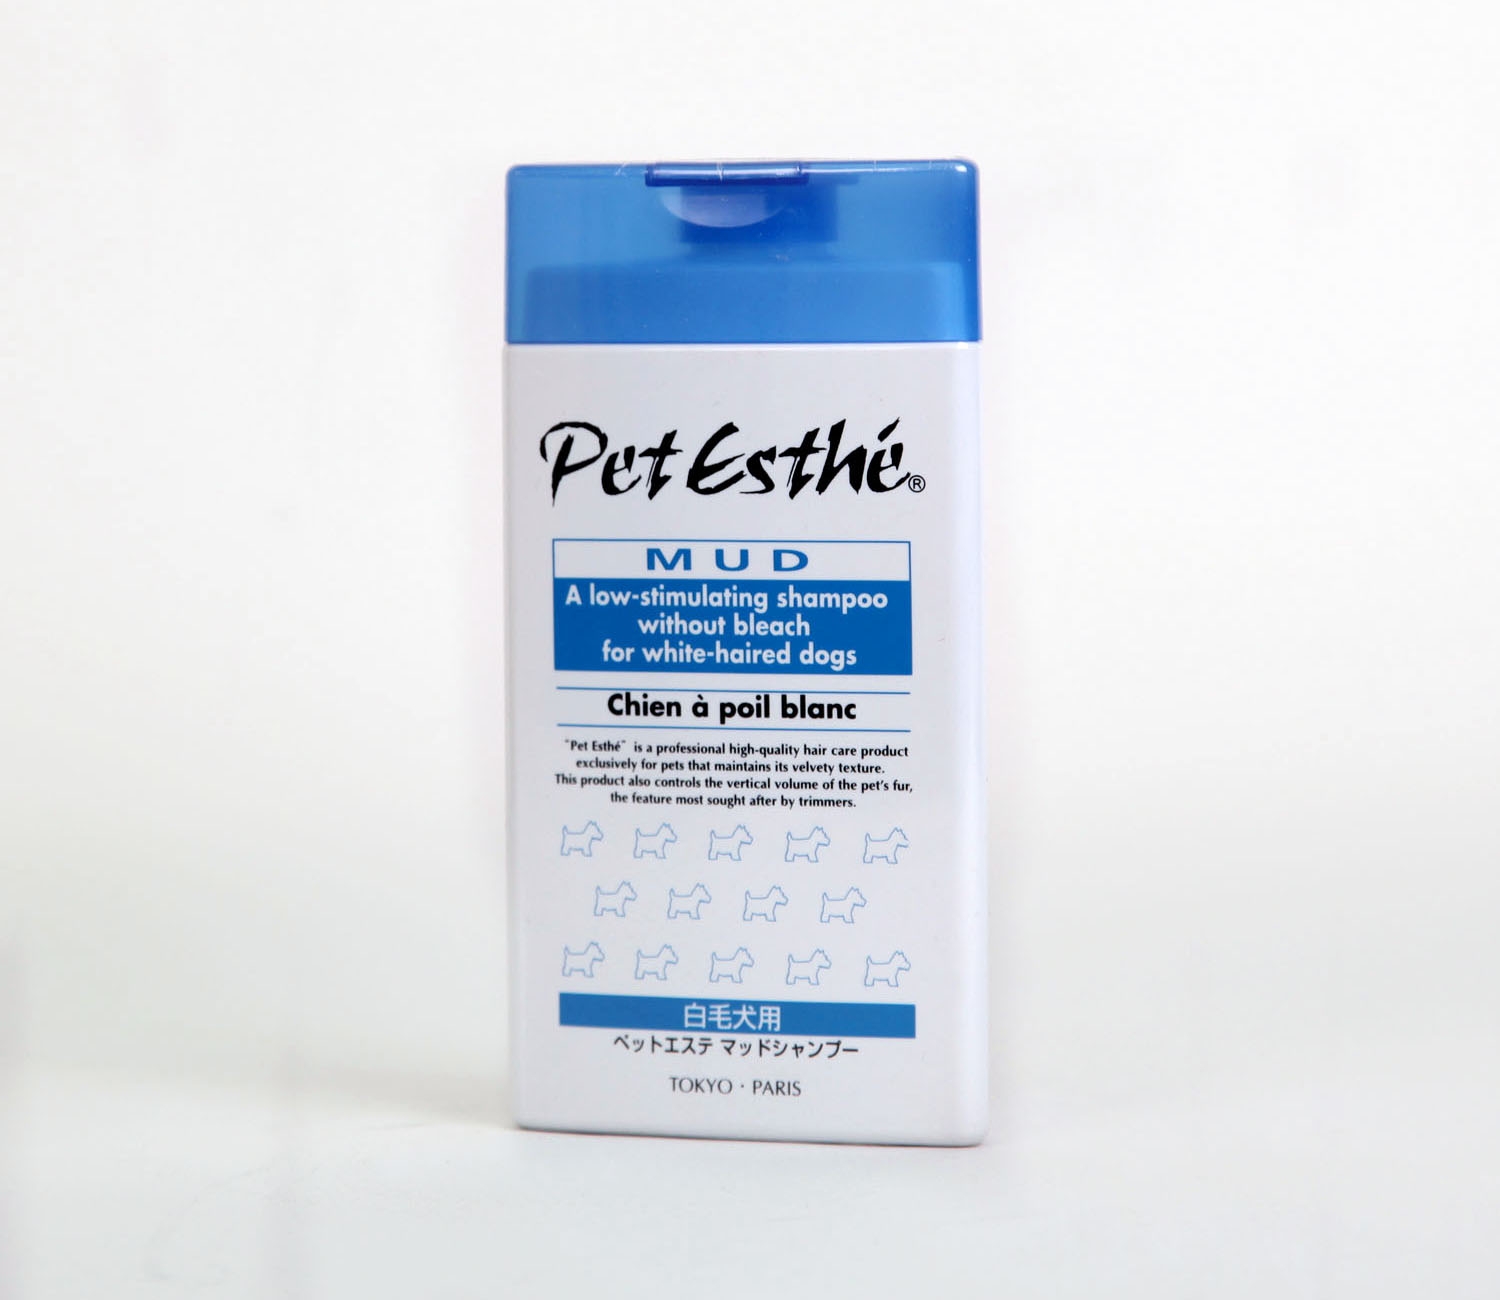 Pet Esthé®
MUD
A low-stimulating shampoo
without bleach
for white-haired dogs
Chien à poil blanc
"Pet Esthé" is a professional high-quality hair care product
exclusively for pets that maintains its velvety texture.
This product also controls the vertical volume of the pet's fur,
the feature most sought after by trimmers.
白毛犬用
ペットエステ マッドシャンプー
TOKYO · PARIS